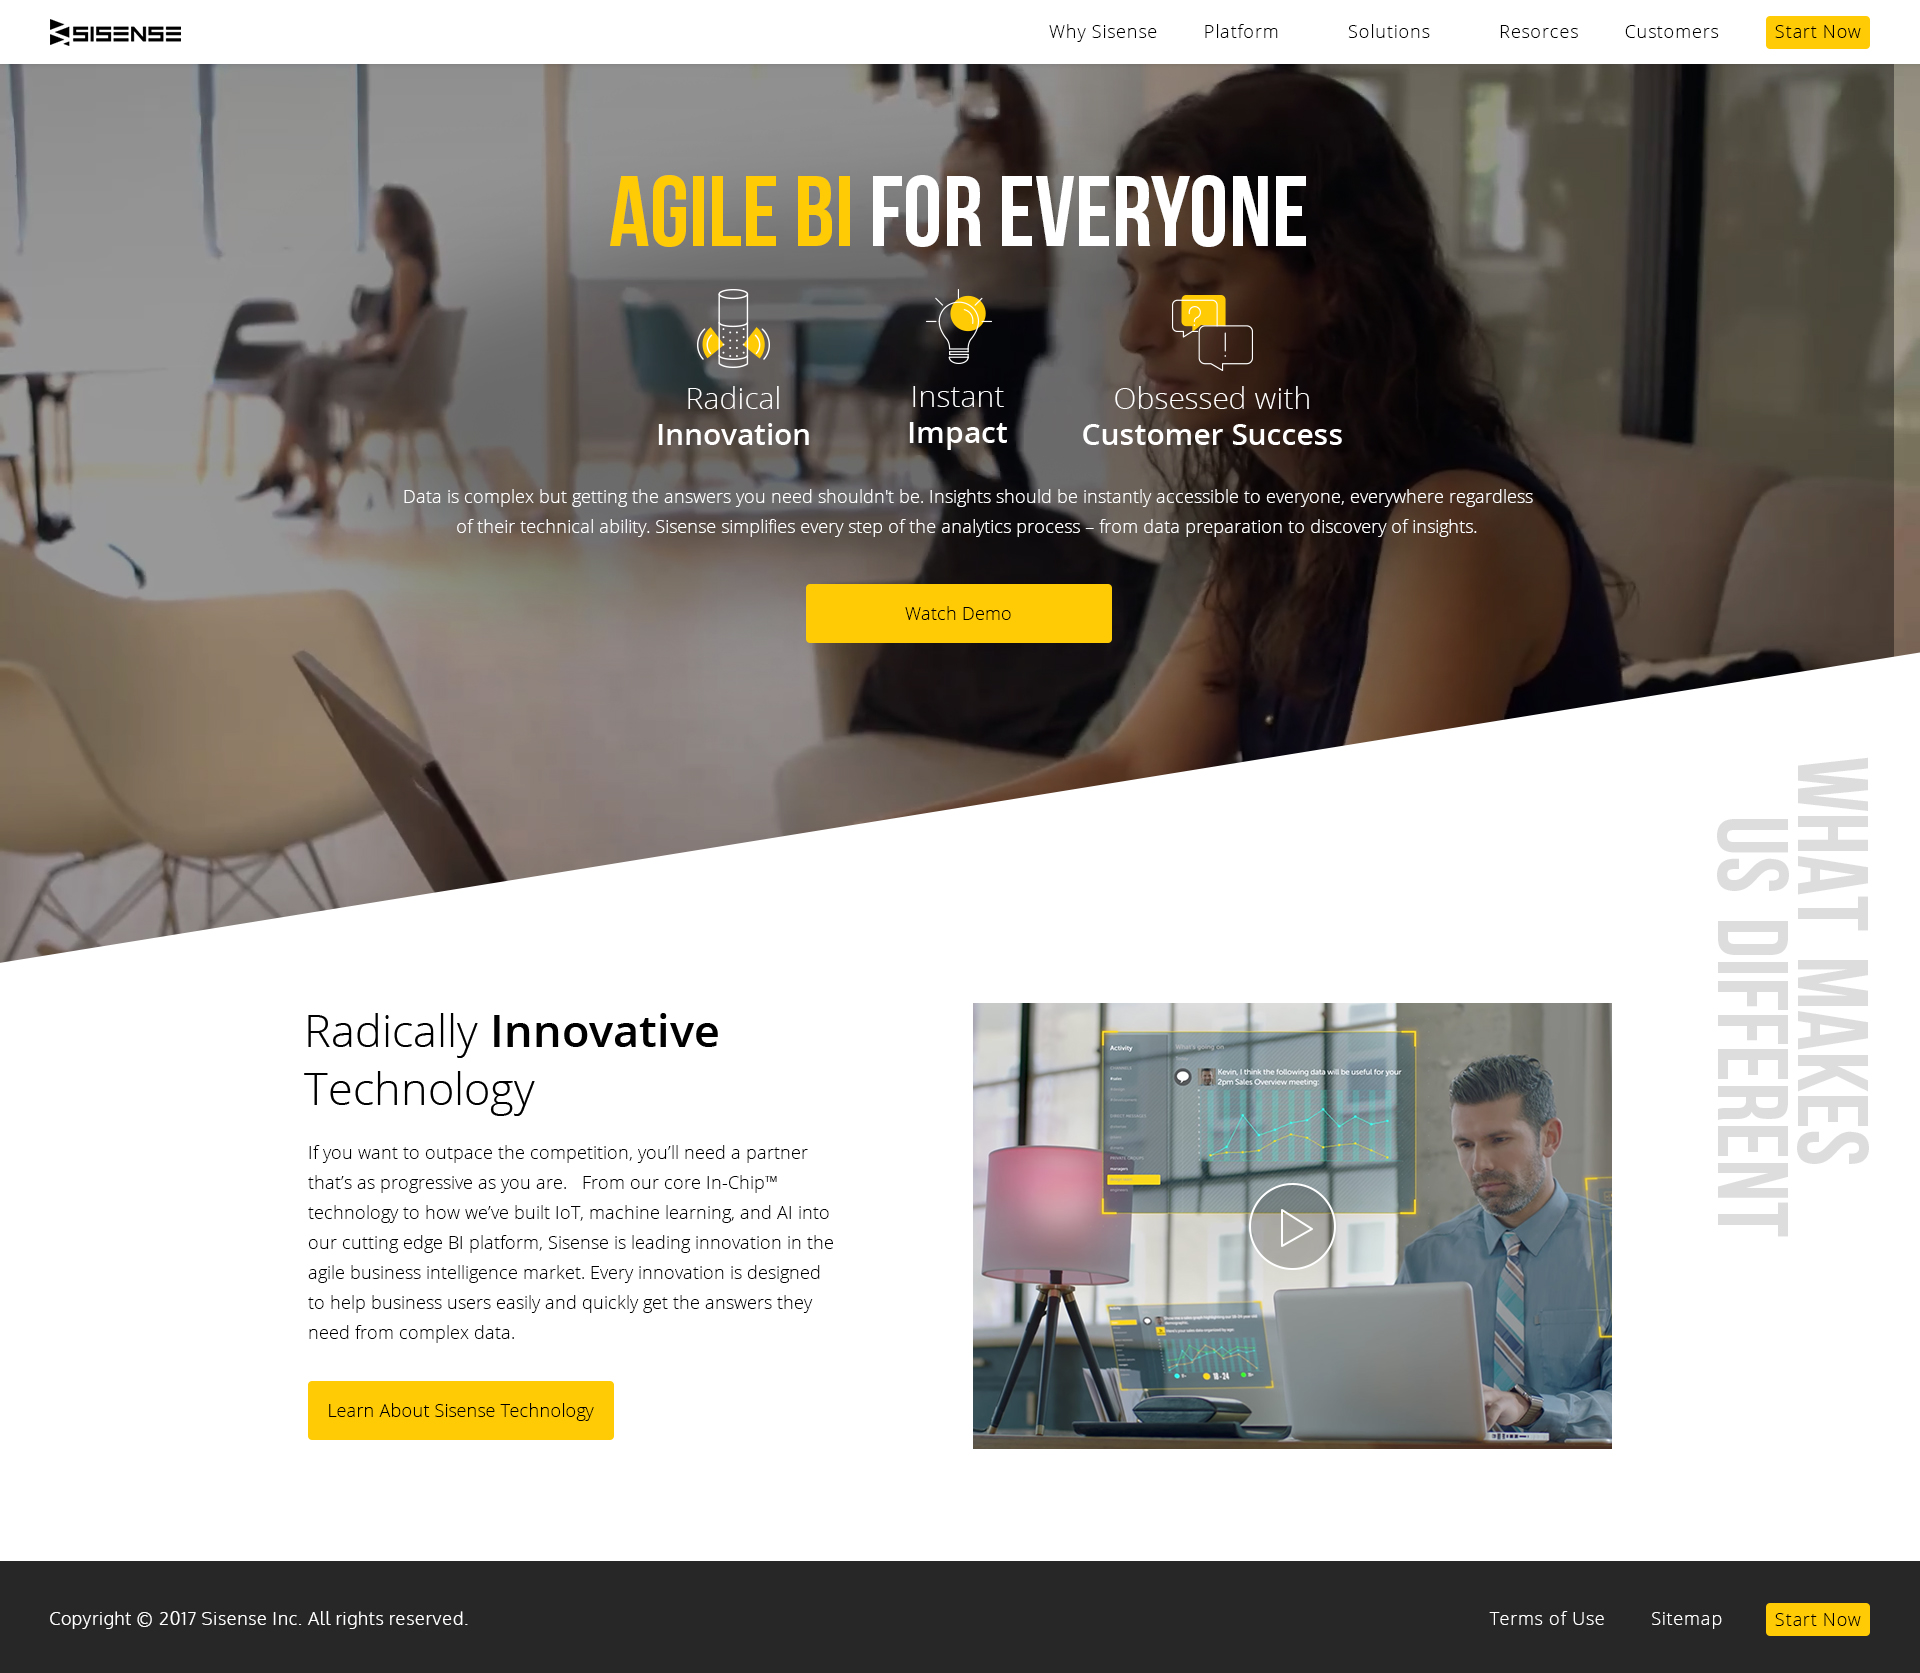 SISENSE
Why Sisense
Platform
Solutions
Resorces
Customers
Start Now
AGILE BI FOR EVERYONE
Radical
Innovation
Instant
Impact
Obsessed with
Customer Success
Data is complex but getting the answers you need shouldn't be. Insights should be instantly accessible to everyone, everywhere regardless
of their technical ability. Sisense simplifies every step of the analytics process – from data preparation to discovery of insights.
Watch Demo
WHAT MAKES
US DIFFERENT
Radically Innovative
Technology
If you want to outpace the competition, you’ll need a partner
that’s as progressive as you are.   From our core In-Chip™
technology to how we’ve built IoT, machine learning, and AI into
our cutting edge BI platform, Sisense is leading innovation in the
agile business intelligence market. Every innovation is designed
to help business users easily and quickly get the answers they
need from complex data.
Learn About Sisense Technology
Activity
What's going on
Kevin, I think the following data will be useful for your
2pm Sales Overview meeting:
managers
18-24
Copyright © 2017 Sisense Inc. All rights reserved.
Terms of Use
Sitemap
Start Now